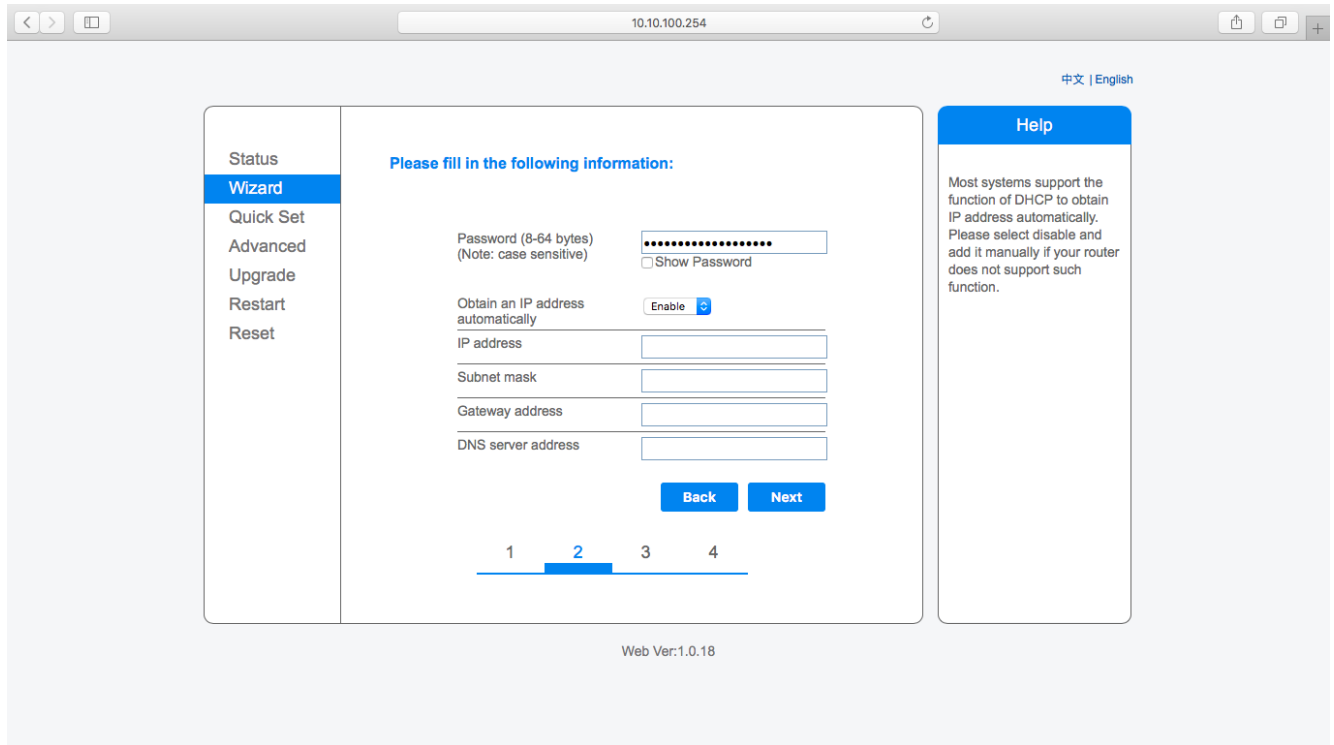 10.10.100.254
中文 | English
Status
Wizard
Quick Set
Advanced
Upgrade
Restart
Reset
Please fill in the following information:
Password (8-64 bytes)
(Note: case sensitive)
•••••••••••••••••••
Show Password
Obtain an IP address
automatically
Enable
IP address
Subnet mask
Gateway address
DNS server address
Back Next
1 2 3 4
Help
Most systems support the
function of DHCP to obtain
IP address automatically.
Please select disable and
add it manually if your router
does not support such
function.
Web Ver:1.0.18